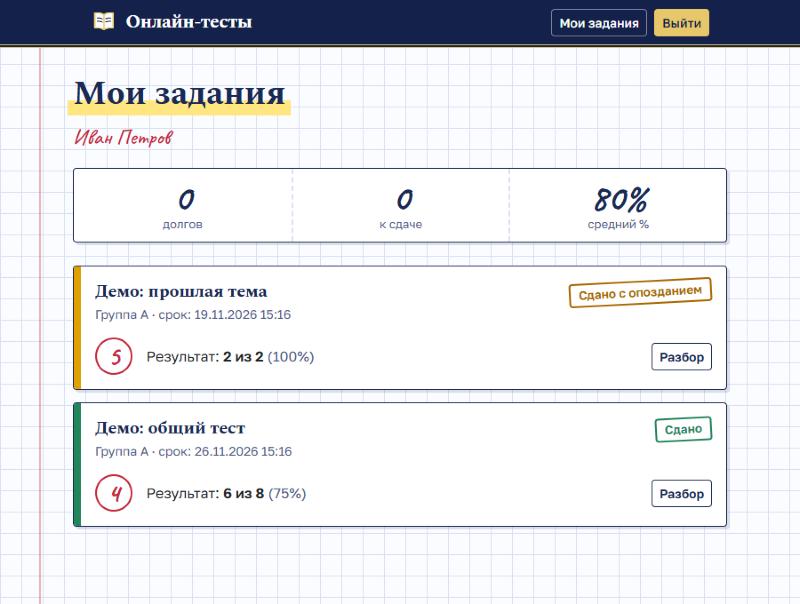 Онлайн-тесты
Мои задания
Выйти
Мои задания
Иван Петров
0
долгов
0
к сдаче
80%
средний %
Демо: прошлая тема
Сдано с опозданием
Группа А · срок: 19.11.2026 15:16
5
Результат: 2 из 2 (100%)
Разбор
Демо: общий тест
Сдано
Группа А · срок: 26.11.2026 15:16
4
Результат: 6 из 8 (75%)
Разбор